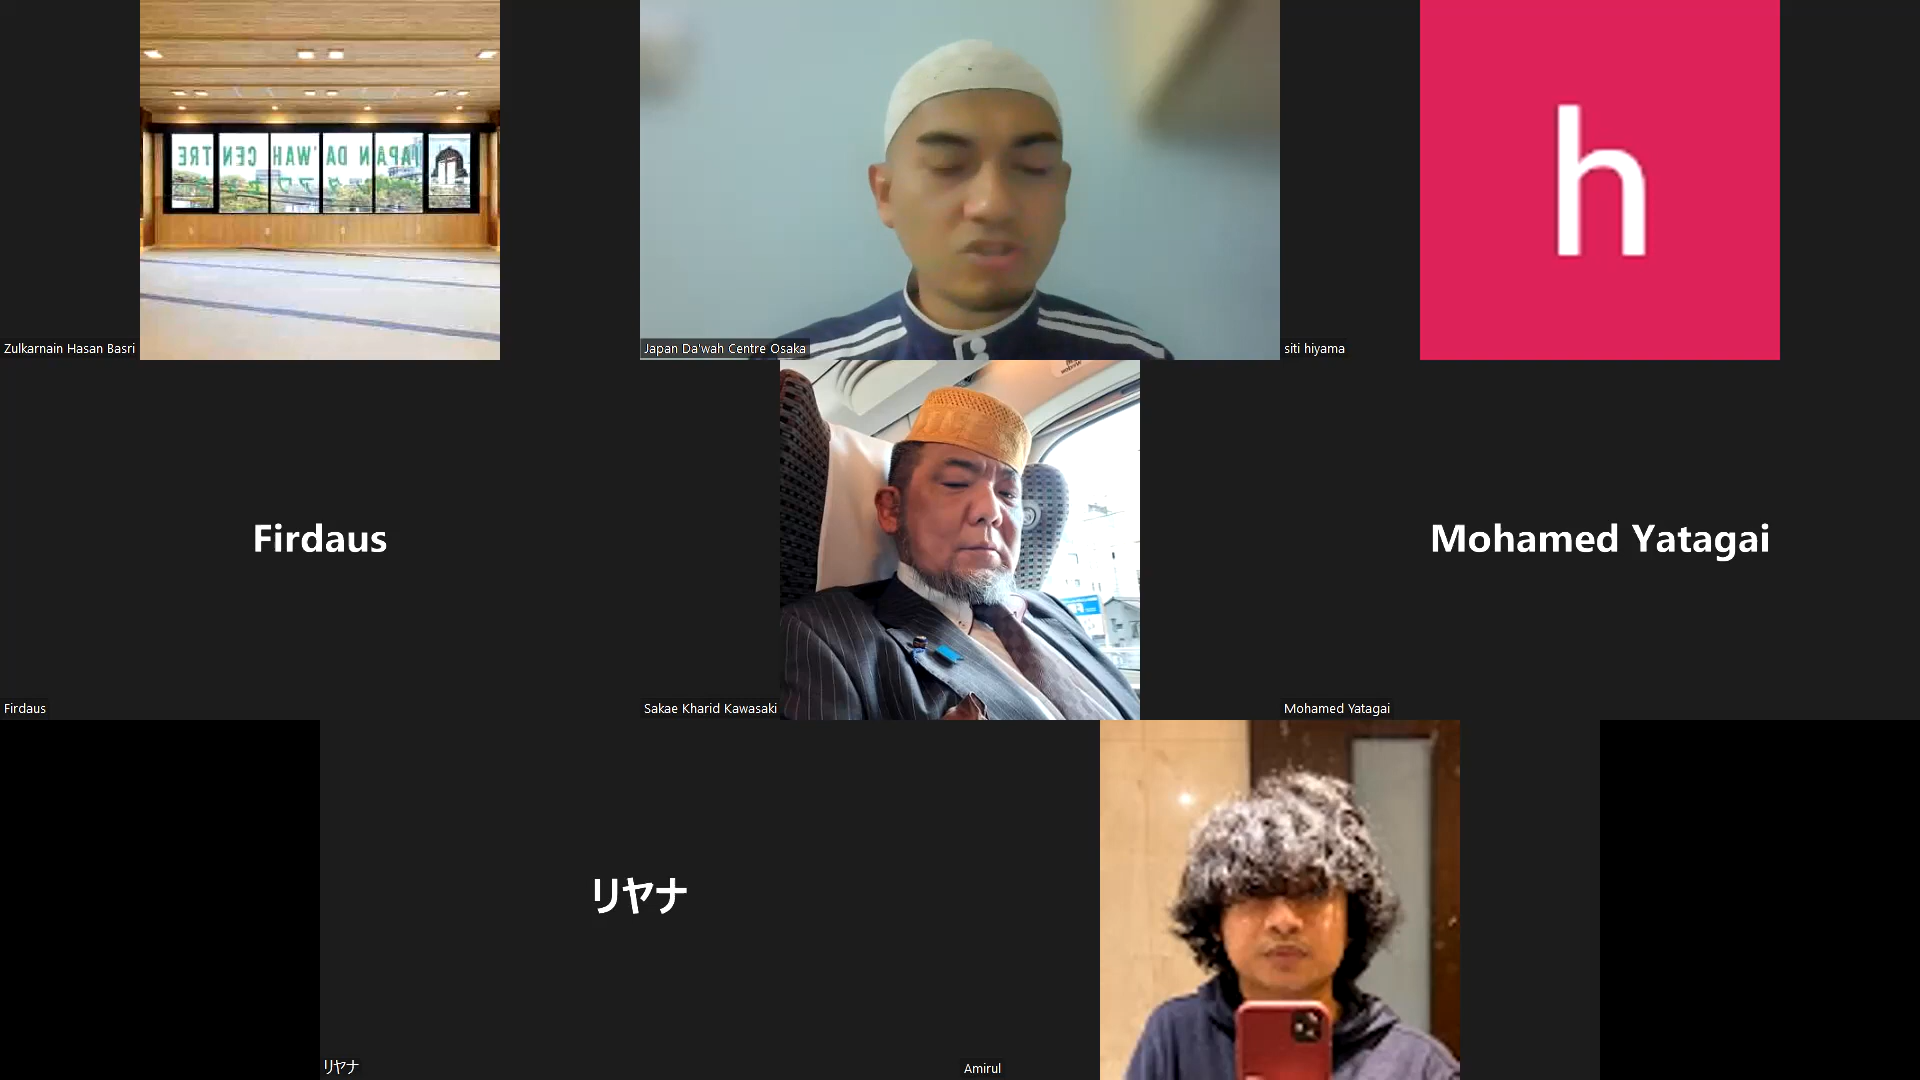 JAPAN DA'WAH CENTRE
Zulkarnain Hasan Basri
Japan Da'wah Centre Osaka
siti hiyama
h
Firdaus
Mohamed Yatagai
Firdaus
Sakae Kharid Kawasaki
Mohamed Yatagai
リヤナ
リヤナ
Amirul